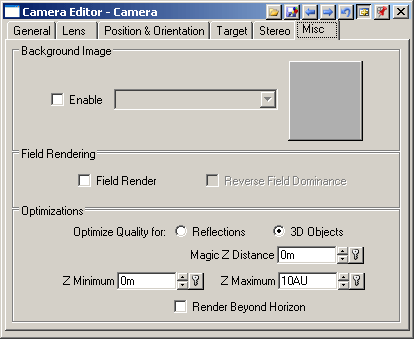 Camera Editor - Camera
General Lens Position & Orientation Target Stereo Misc
Background Image
Enable
Field Rendering
Field Render Reverse Field Dominance
Optimizations
Optimize Quality for: Reflections 3D Objects
Magic Z Distance 0m
Z Minimum 0m Z Maximum 10AU
Render Beyond Horizon